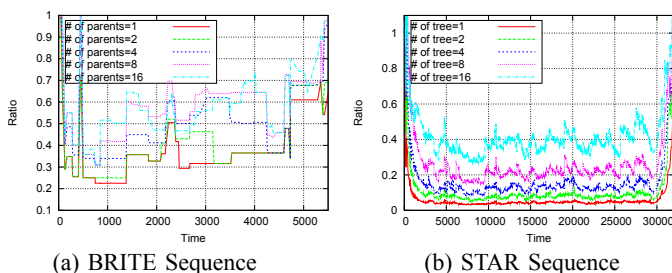 # of parents=1
# of parents=2
# of parents=4
# of parents=8
# of parents=16
1
0.9
0.8
0.7
0.6
0.5
0.4
0.3
0.2
0.1
Ratio
0 1000 2000 3000 4000 5000
Time
(a) BRITE Sequence
# of tree=1
# of tree=2
# of tree=4
# of tree=8
# of tree=16
1
0.8
0.6
0.4
0.2
0
Ratio
0 5000 10000 15000 20000 25000 30000
Time
(b) STAR Sequence